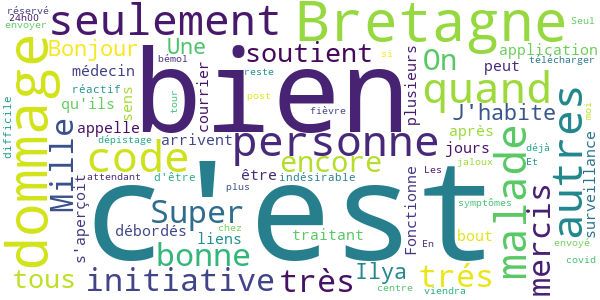 réservé
24h00
envoyer
seulement
Bretagne
Seul
Bonjour
Une
soutient
On
application
télécharger
bémol
reste
si
médecin
peut
réactif
qu'ils
sens
tour
courrier
post
bien
fièvre
plusieurs
quand
J'habite
dommage
Mille
difficile
appelle
arrivent
personne
après
dépistage
jours
déjà
moi
code
encore
jaloux
Et
malade
autres
surveillance
s'aperçoit
attendant
d'être
être
indésirable
Les
c'est
Super
plus
symptômes
mercis
débordés
liens
chez
traitant
Fonctionne
En
bout
envoyé
bonne
tous
initiative
très
Ilya
centre
trés
viendra
covid